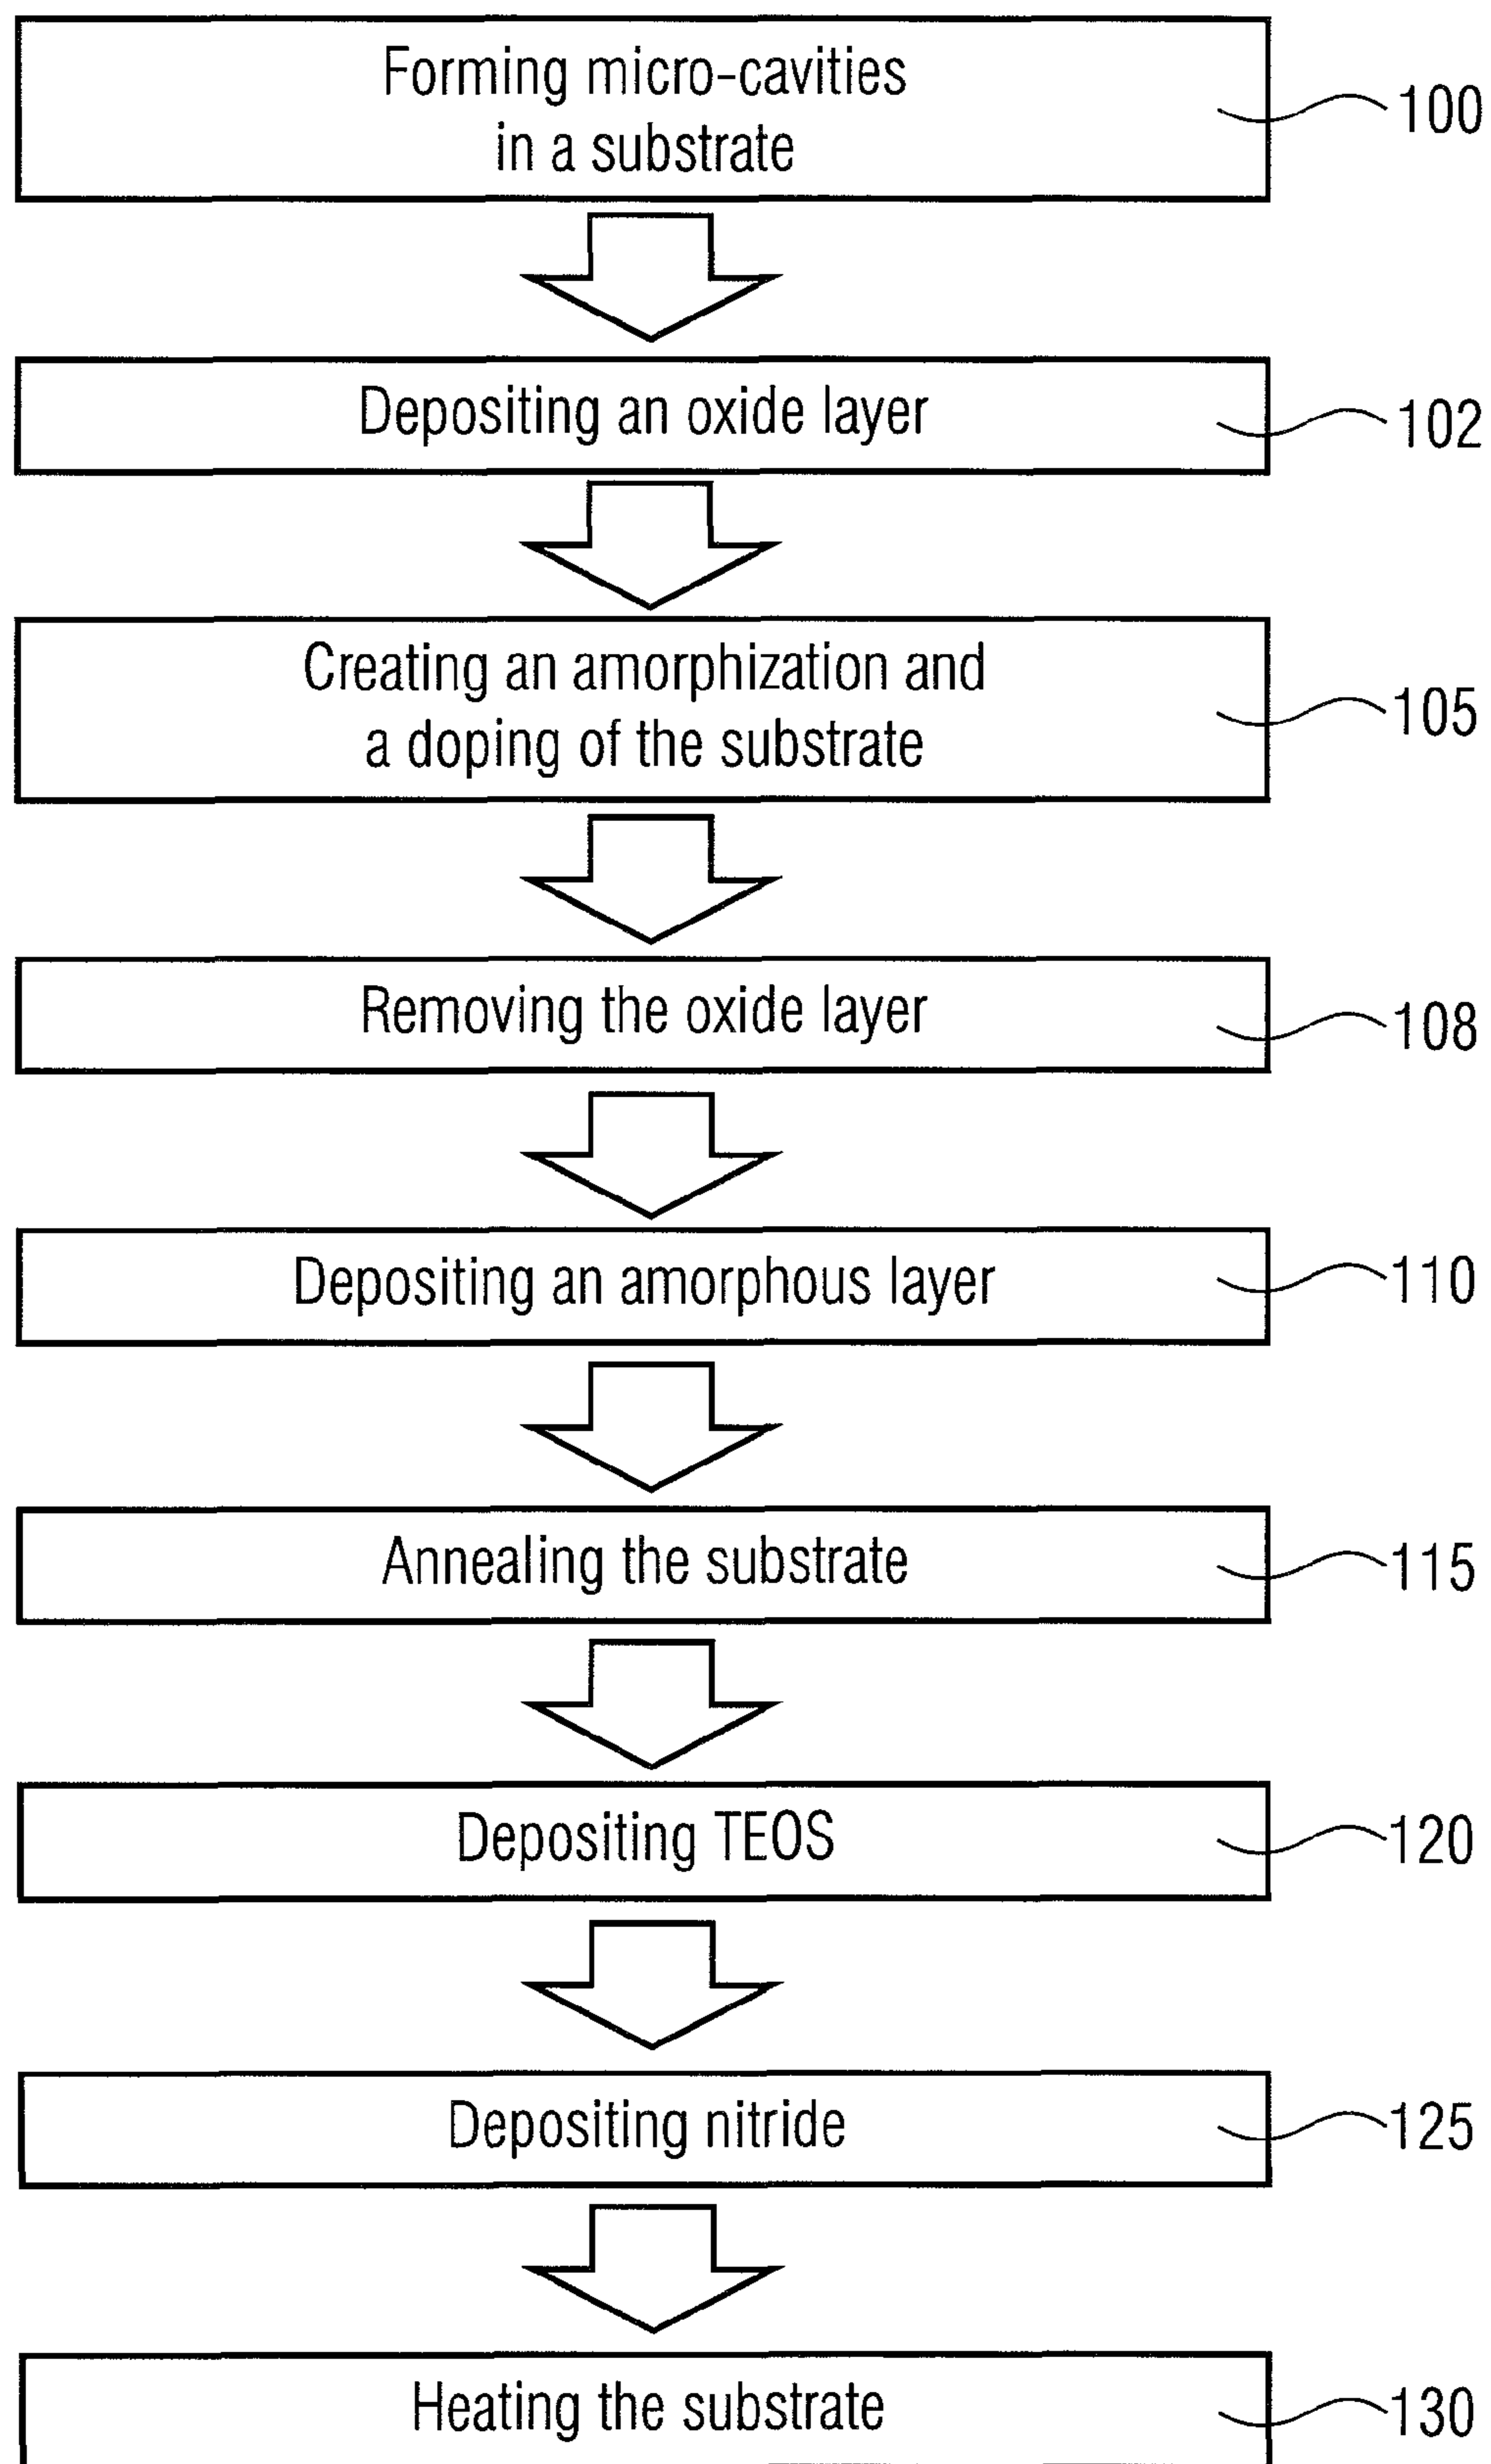 Forming micro-cavities
in a substrate
100
Depositing an oxide layer
102
Creating an amorphization and
a doping of the substrate
105
Removing the oxide layer
108
Depositing an amorphous layer
110
Annealing the substrate
115
Depositing TEOS
120
Depositing nitride
125
Heating the substrate
130